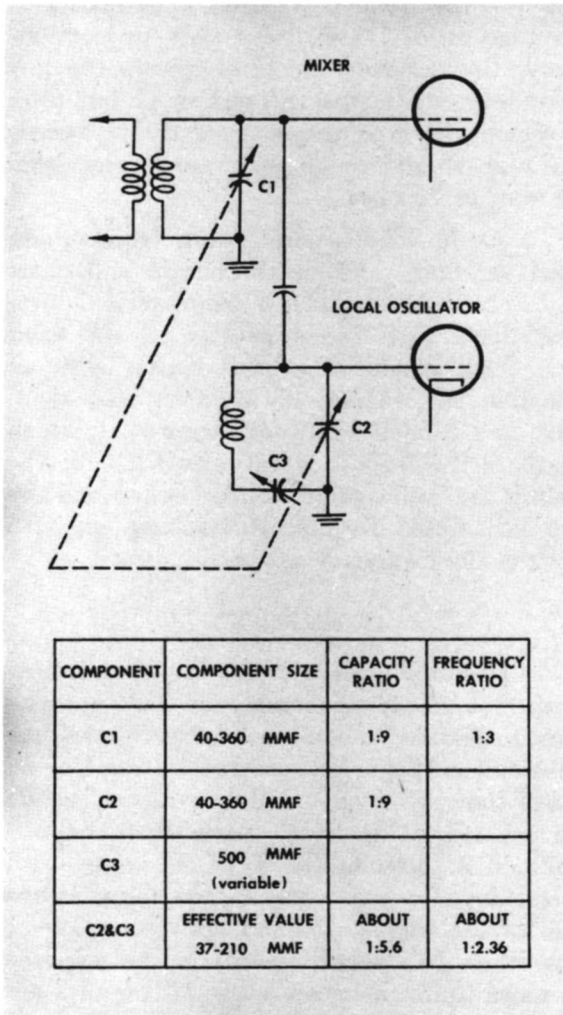 MIXER
C1
LOCAL OSCILLATOR
C2
C3
COMPONENT COMPONENT SIZE CAPACITY RATIO FREQUENCY RATIO
C1 40-360 MMF 1:9 1:3
C2 40-360 MMF 1:9
C3 500 MMF (variable)
C2&C3 EFFECTIVE VALUE 37-210 MMF ABOUT 1:5.6 ABOUT 1:2.36